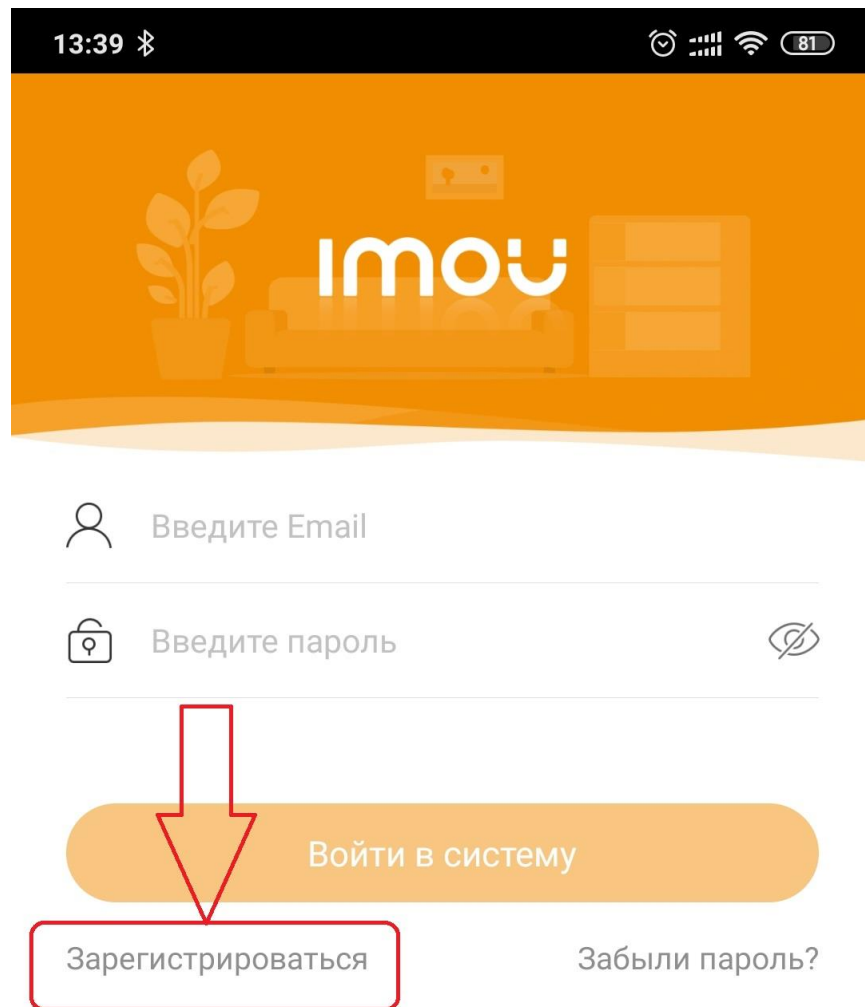 13:39
81
imou
Введите Email
Введите пароль
Войти в систему
Зарегистрироваться
Забыли пароль?